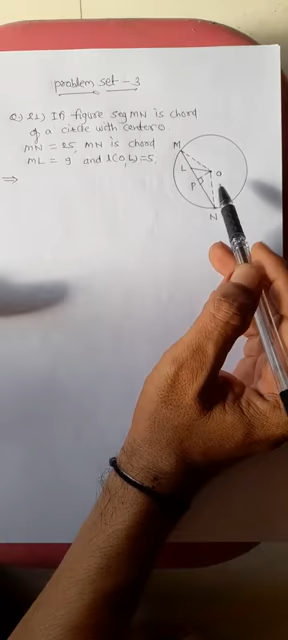 problem set - 3
Q) 21) In figure seg MN is chord
of a circle with center O.
MN = 25, MN is chord
ML = 9 and d(O,L) = 5.
⇒
M
L
O
P
N